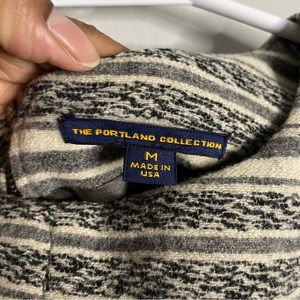 THE PORTLAND COLLECTION
M
MADE IN
USA